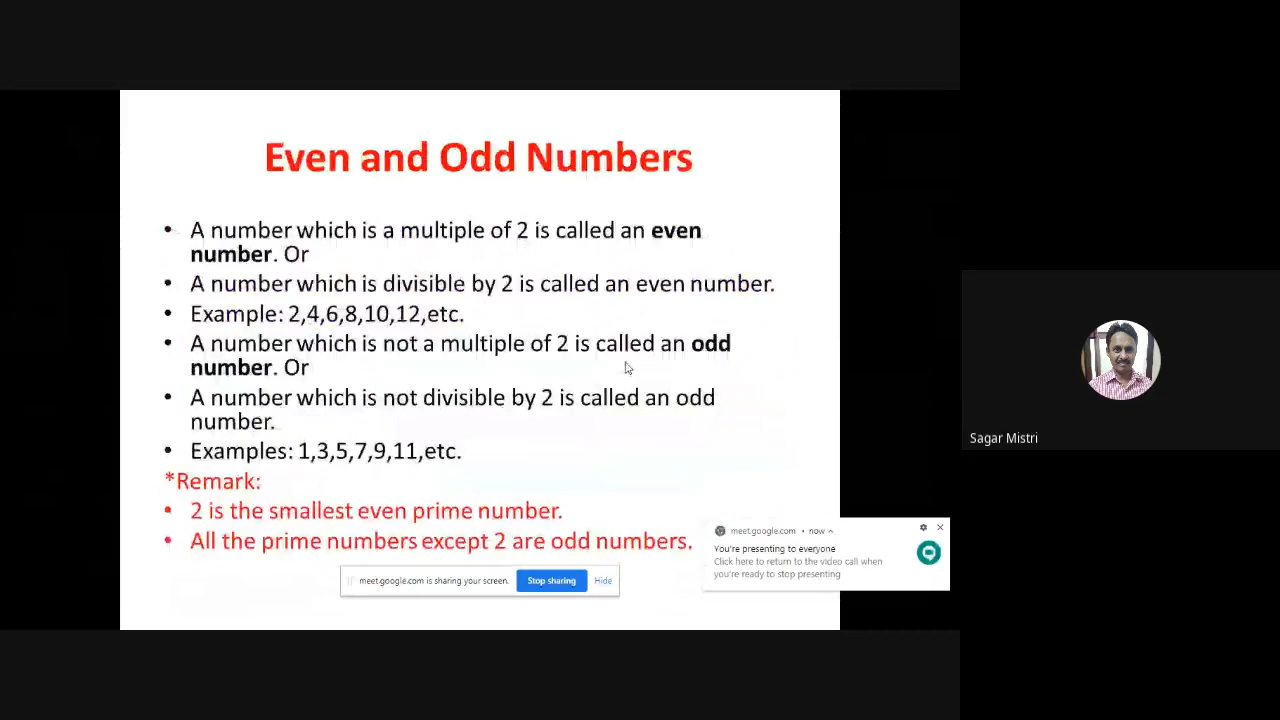 Even and Odd Numbers
• A number which is a multiple of 2 is called an even
number. Or
• A number which is divisible by 2 is called an even number.
• Example: 2,4,6,8,10,12,etc.
• A number which is not a multiple of 2 is called an odd
number. Or
• A number which is not divisible by 2 is called an odd
number.
• Examples: 1,3,5,7,9,11,etc.
*Remark:
• 2 is the smallest even prime number.
• All the prime numbers except 2 are odd numbers.
meet.google.com • now
You're presenting to everyone
Click here to return to the video call when
you're ready to stop presenting
meet.google.com is sharing your screen. Stop sharing Hide
Sagar Mistri